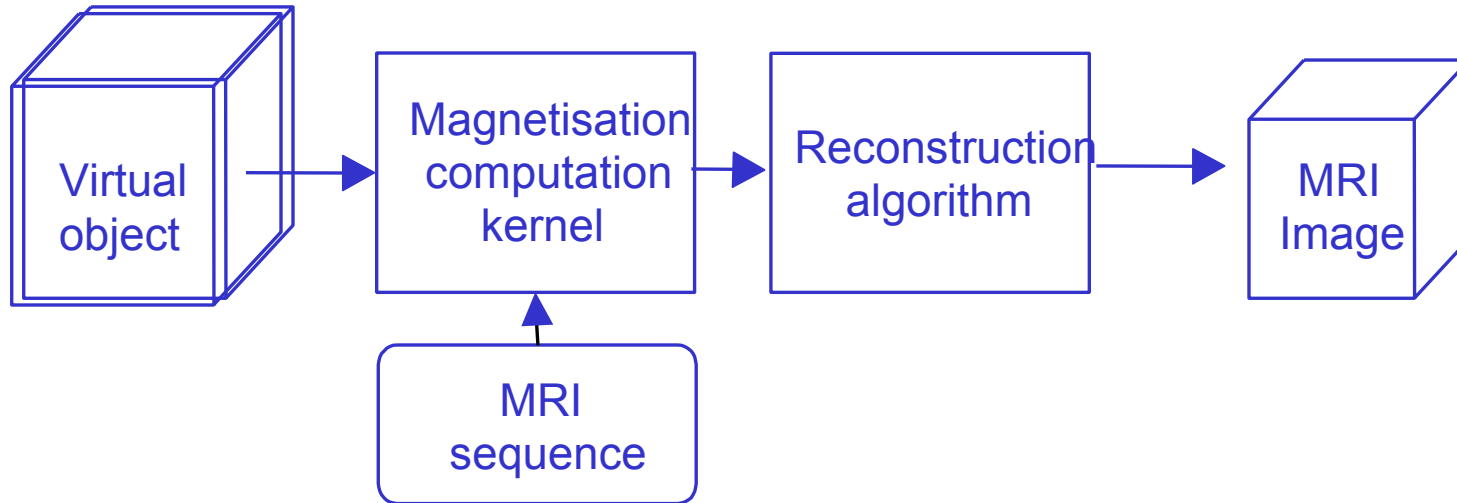 Virtual
object
Magnetisation
computation
kernel
Reconstruction
algorithm
MRI
Image
MRI
sequence